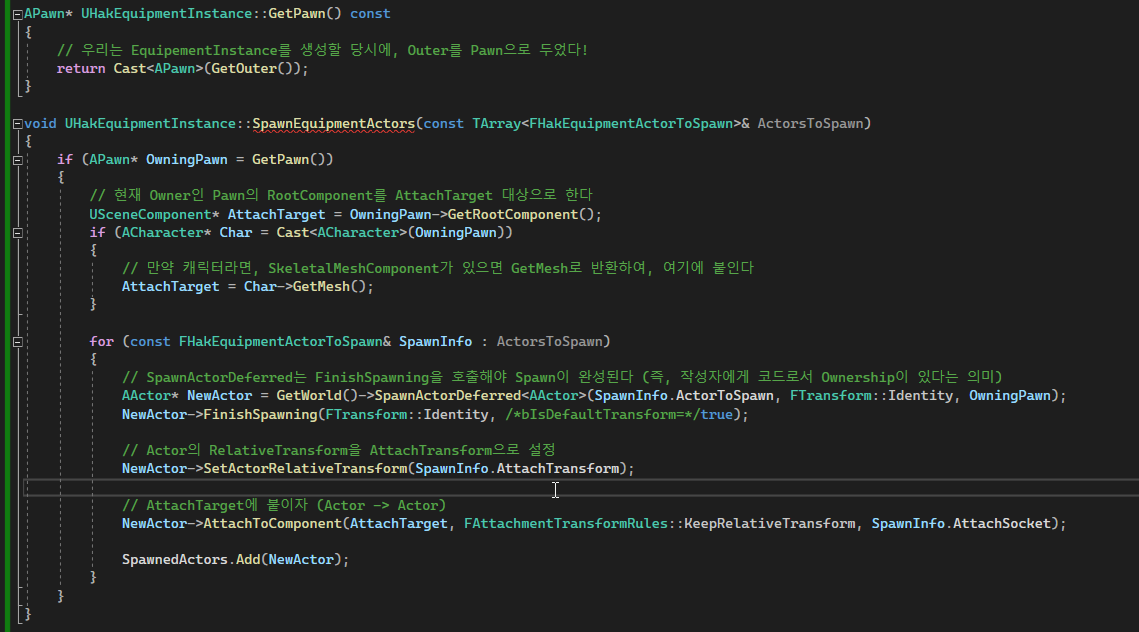 APawn* UHakEquipmentInstance::GetPawn() const
{
// 우리는 EquipementInstance를 생성할 당시에, Outer를 Pawn으로 두었다!
return Cast<APawn>(GetOuter());
}
void UHakEquipmentInstance::SpawnEquipmentActors(const TArray<FHakEquipmentActorToSpawn>& ActorsToSpawn)
{
if (APawn* OwningPawn = GetPawn())
{
// 현재 Owner인 Pawn의 RootComponent를 AttachTarget 대상으로 한다
USceneComponent* AttachTarget = OwningPawn->GetRootComponent();
if (ACharacter* Char = Cast<ACharacter>(OwningPawn))
{
// 만약 캐릭터라면, SkeletalMeshComponent가 있으면 GetMesh로 반환하여, 여기에 붙인다
AttachTarget = Char->GetMesh();
}
for (const FHakEquipmentActorToSpawn& SpawnInfo : ActorsToSpawn)
{
// SpawnActorDeferred는 FinishSpawning을 호출해야 Spawn이 완성된다 (즉, 작성자에게 코드로서 Ownership이 있다는 의미)
AActor* NewActor = GetWorld()->SpawnActorDeferred<AActor>(SpawnInfo.ActorToSpawn, FTransform::Identity, OwningPawn);
NewActor->FinishSpawning(FTransform::Identity, /*bIsDefaultTransform=*/true);
// Actor의 RelativeTransform을 AttachTransform으로 설정
NewActor->SetActorRelativeTransform(SpawnInfo.AttachTransform);
// AttachTarget에 붙이자 (Actor -> Actor)
NewActor->AttachToComponent(AttachTarget, FAttachmentTransformRules::KeepRelativeTransform, SpawnInfo.AttachSocket);
SpawnedActors.Add(NewActor);
}
}
}